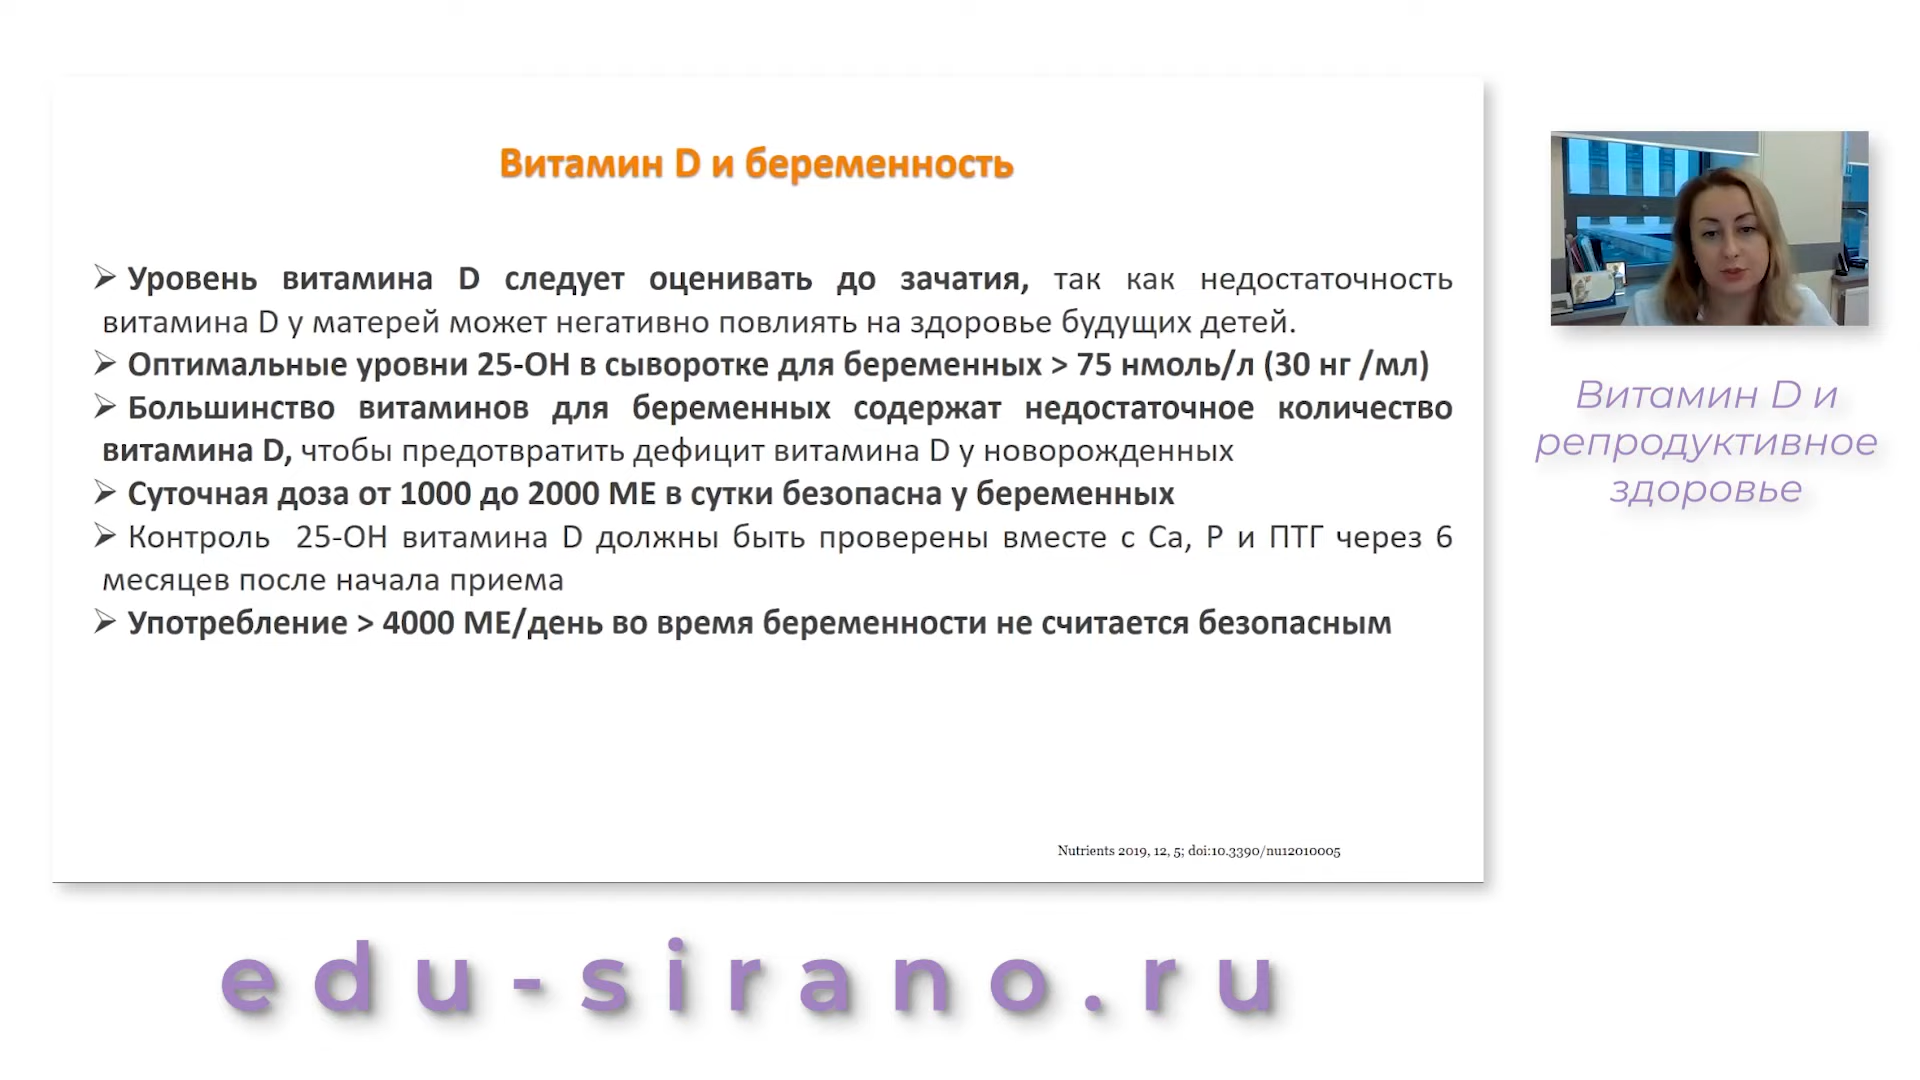 Витамин D и беременность
➢ Уровень витамина D следует оценивать до зачатия, так как недостаточность
витамина D у матерей может негативно повлиять на здоровье будущих детей.
➢ Оптимальные уровни 25-ОН в сыворотке для беременных > 75 нмоль/л (30 нг /мл)
➢ Большинство витаминов для беременных содержат недостаточное количество
витамина D, чтобы предотвратить дефицит витамина D у новорожденных
➢ Суточная доза от 1000 до 2000 МЕ в сутки безопасна у беременных
➢ Контроль 25-ОН витамина D должны быть проверены вместе с Ca, P и ПТГ через 6
месяцев после начала приема
➢ Употребление > 4000 МЕ/день во время беременности не считается безопасным
Nutrients 2019, 12, 5; doi:10.3390/nu12010005
Витамин D и
репродуктивное
здоровье
edu-sirano.ru